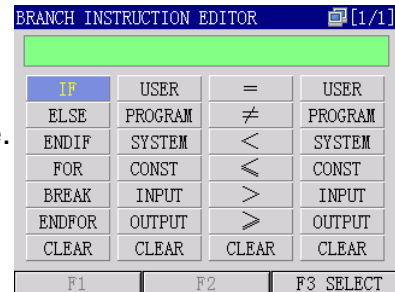 BRANCH INSTRUCTION EDITOR [1/1]
IF USER = USER
e. ELSE PROGRAM ≠ PROGRAM
ENDIF SYSTEM < SYSTEM
FOR CONST ≤ CONST
BREAK INPUT > INPUT
ENDFOR OUTPUT ≥ OUTPUT
CLEAR CLEAR CLEAR CLEAR
F1 F2 F3 SELECT